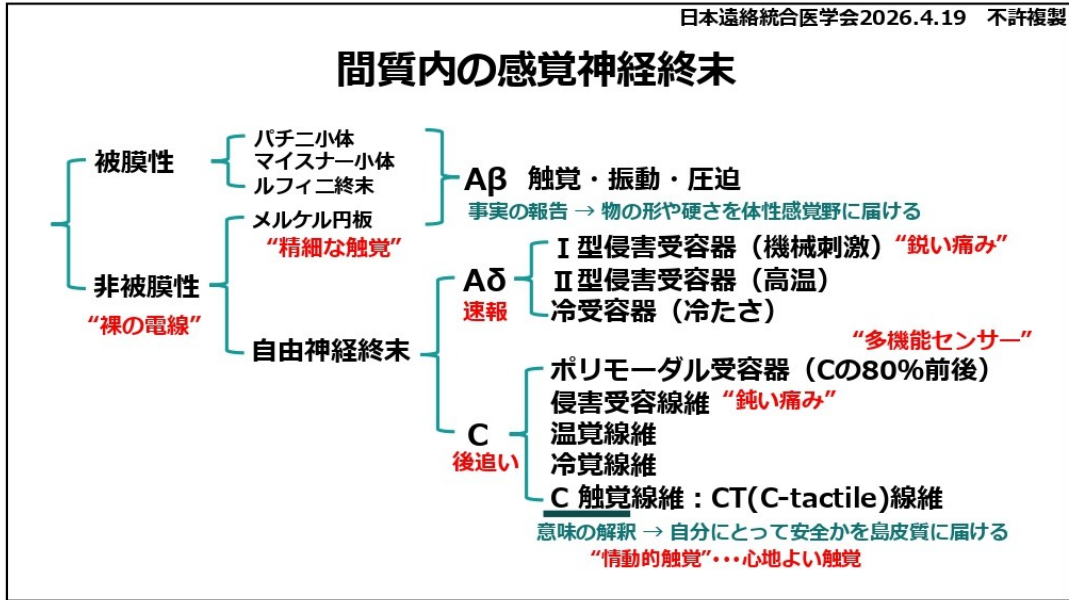 日本遠絡統合医学会2026.4.19　不許複製
間質内の感覚神経終末
被膜性
パチニ小体
マイスナー小体
ルフィニ終末
Aβ 触覚・振動・圧迫
事実の報告 → 物の形や硬さを体性感覚野に届ける
非被膜性
“裸の電線”
メルケル円板
“精細な触覚”
自由神経終末
Aδ
速報
Ⅰ型侵害受容器（機械刺激）“鋭い痛み”
Ⅱ型侵害受容器（高温）
冷受容器（冷たさ）
C
後追い
“多機能センサー”
ポリモーダル受容器（Cの80%前後）
侵害受容線維 “鈍い痛み”
温覚線維
冷覚線維
C 触覚線維：CT(C-tactile)線維
意味の解釈 → 自分にとって安全かを島皮質に届ける
“情動的触覚”･･･心地よい触覚